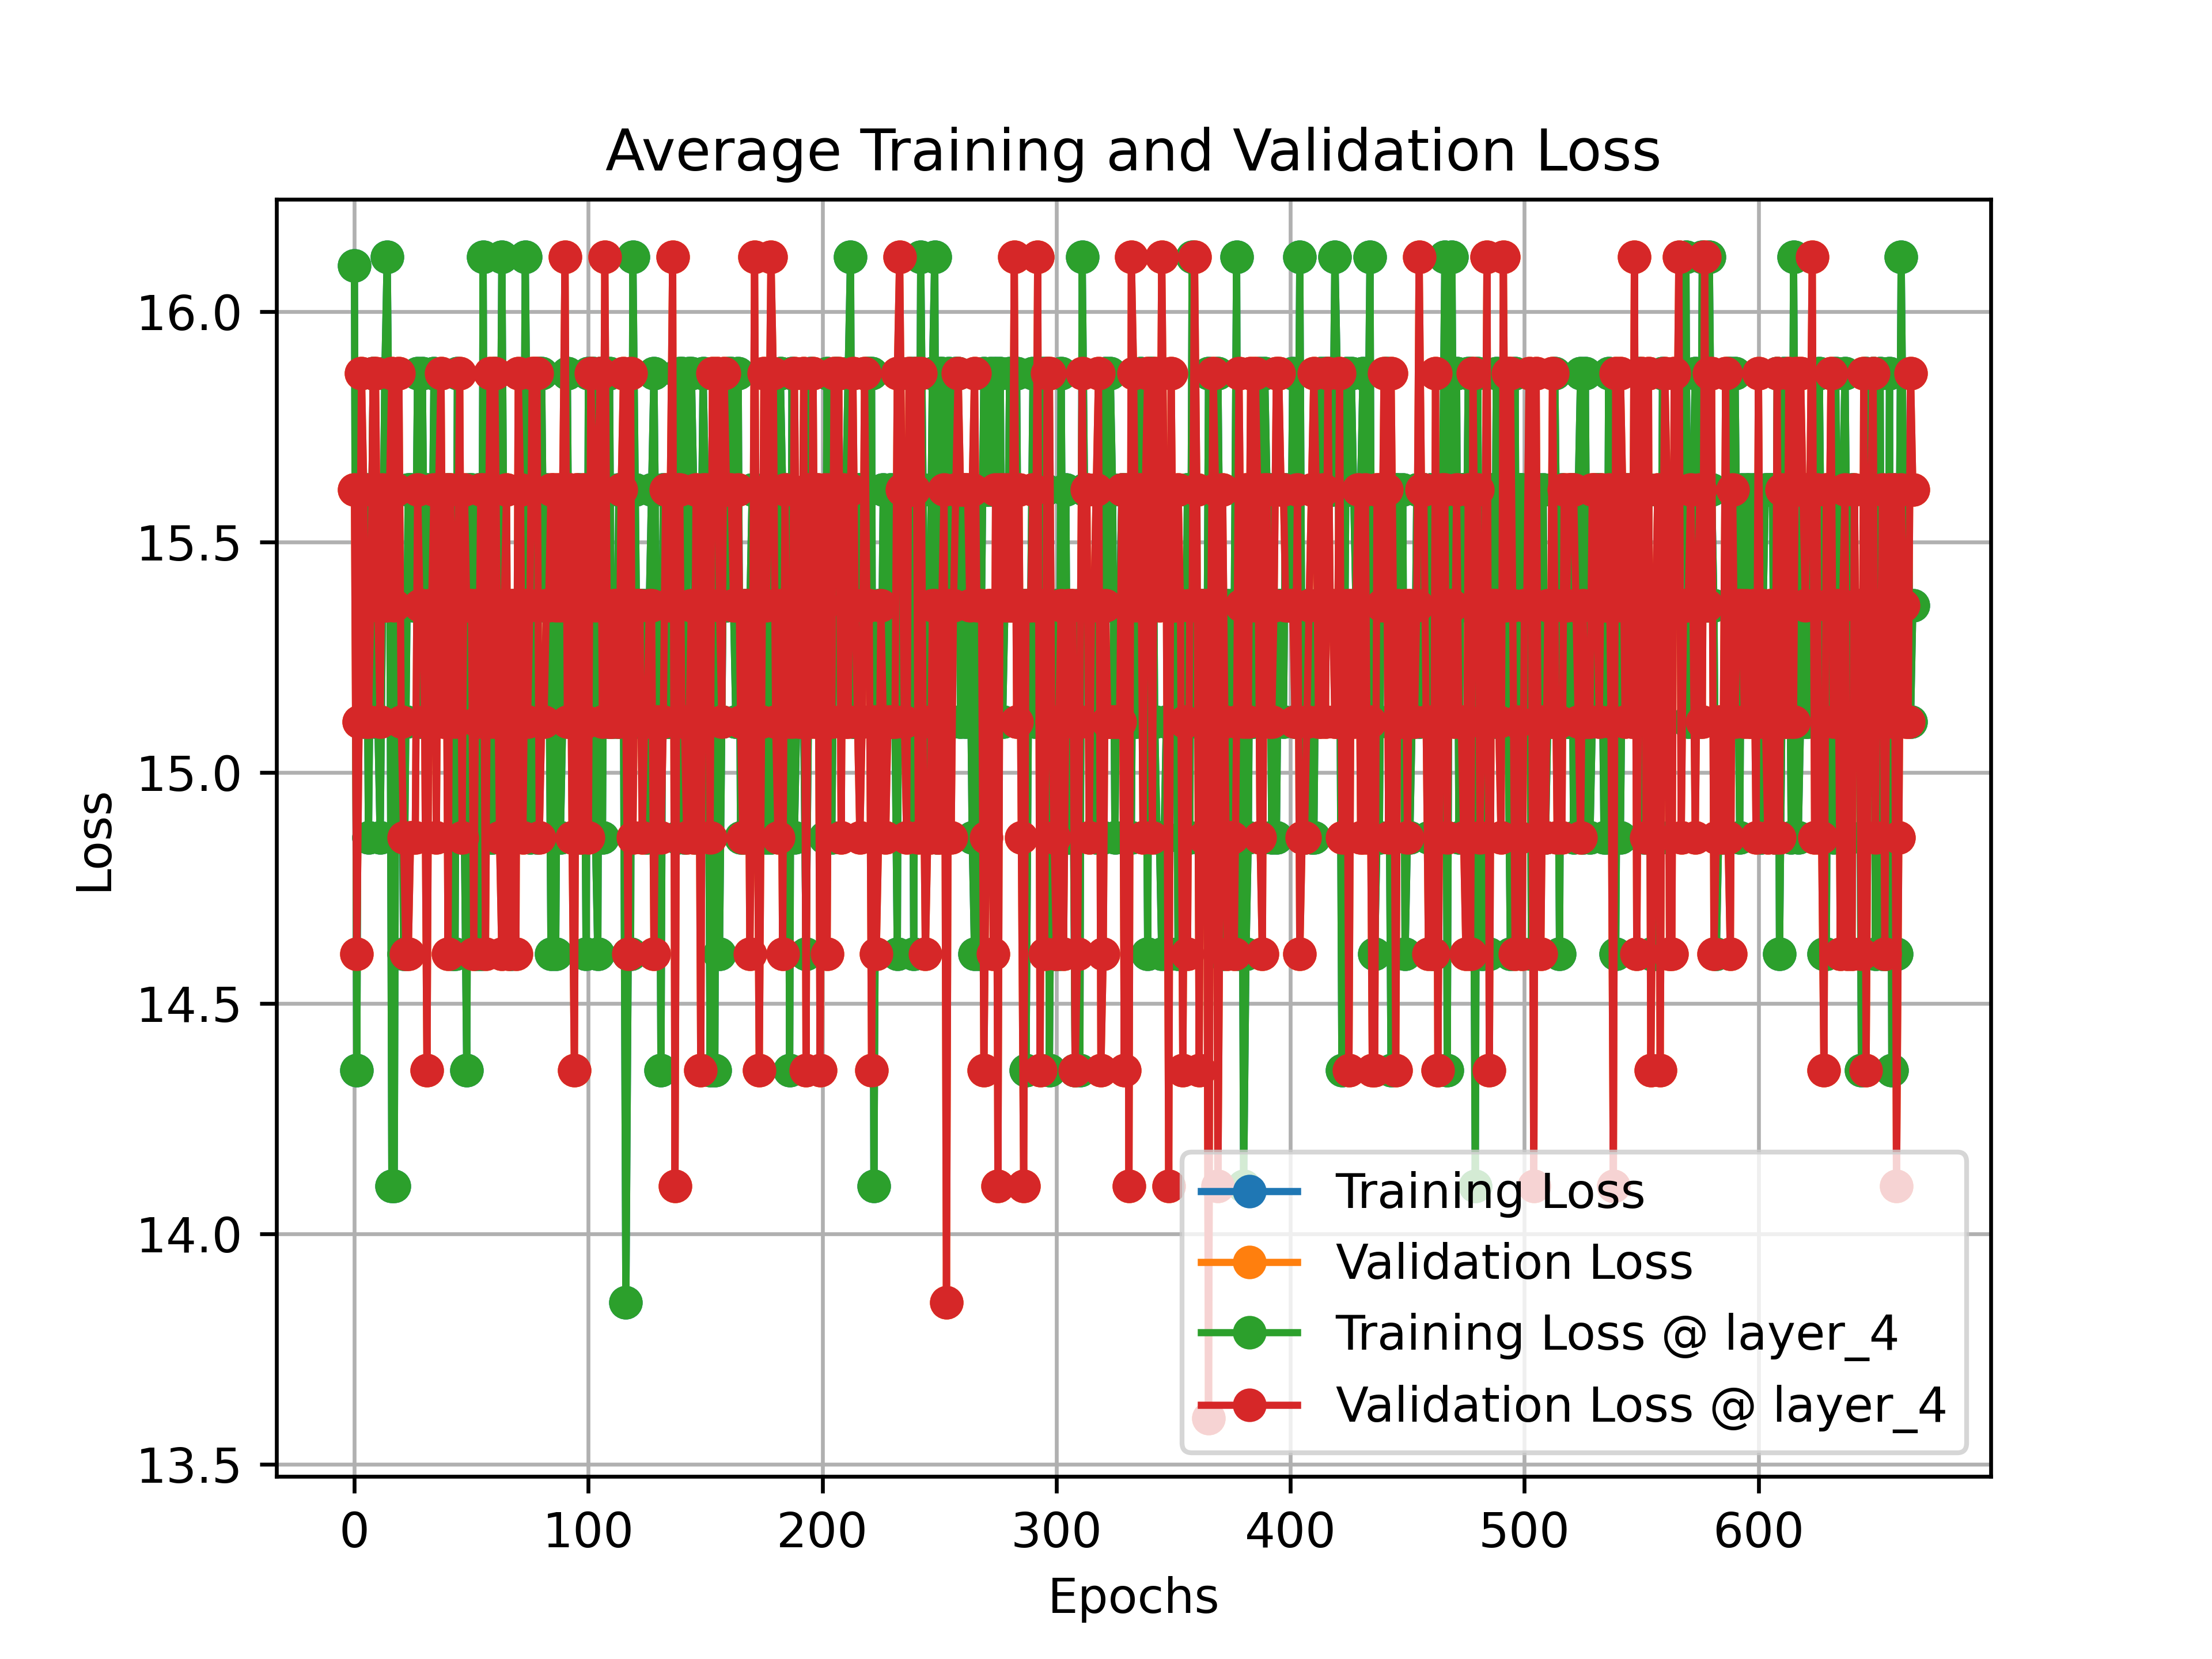 Average Training and Validation Loss
Loss
16.0
15.5
15.0
14.5
14.0
13.5
Training Loss
Validation Loss
Training Loss @ layer_4
Validation Loss @ layer_4
0 100 200 300 400 500 600
Epochs